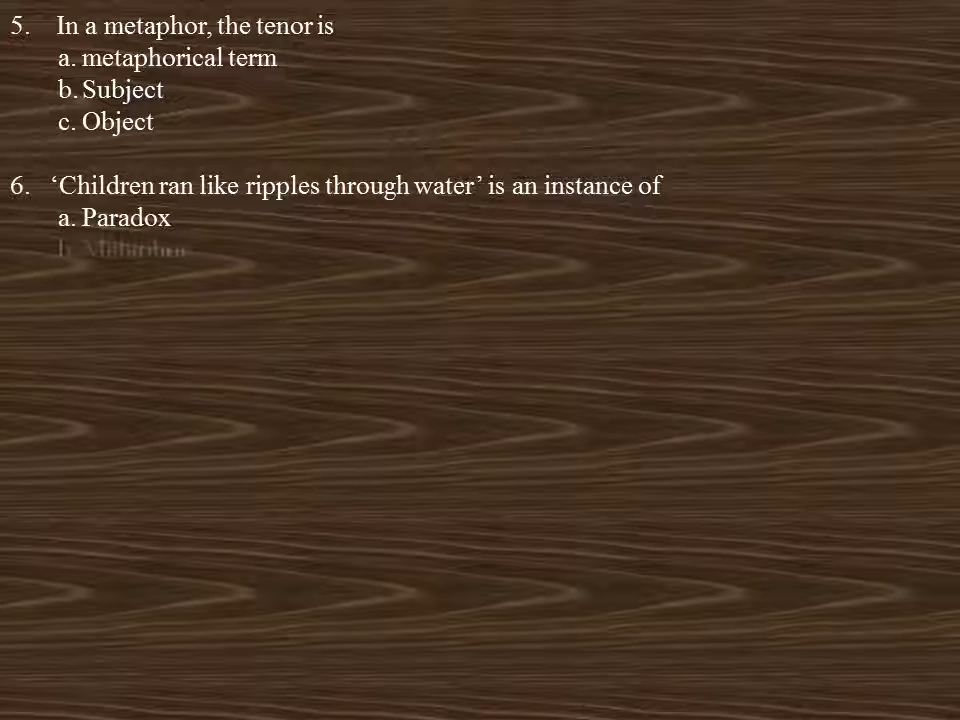 5. In a metaphor, the tenor is
a. metaphorical term
b. Subject
c. Object
6. ‘Children ran like ripples through water’ is an instance of
a. Paradox